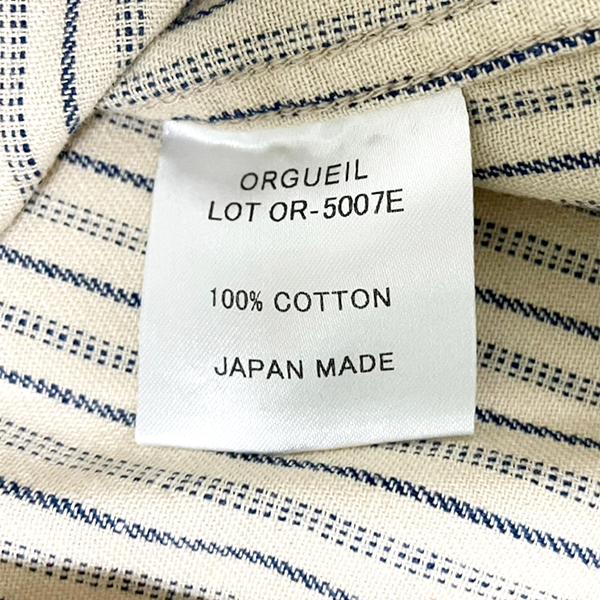 ORGUEIL
LOT OR-5007E
100% COTTON
JAPAN MADE